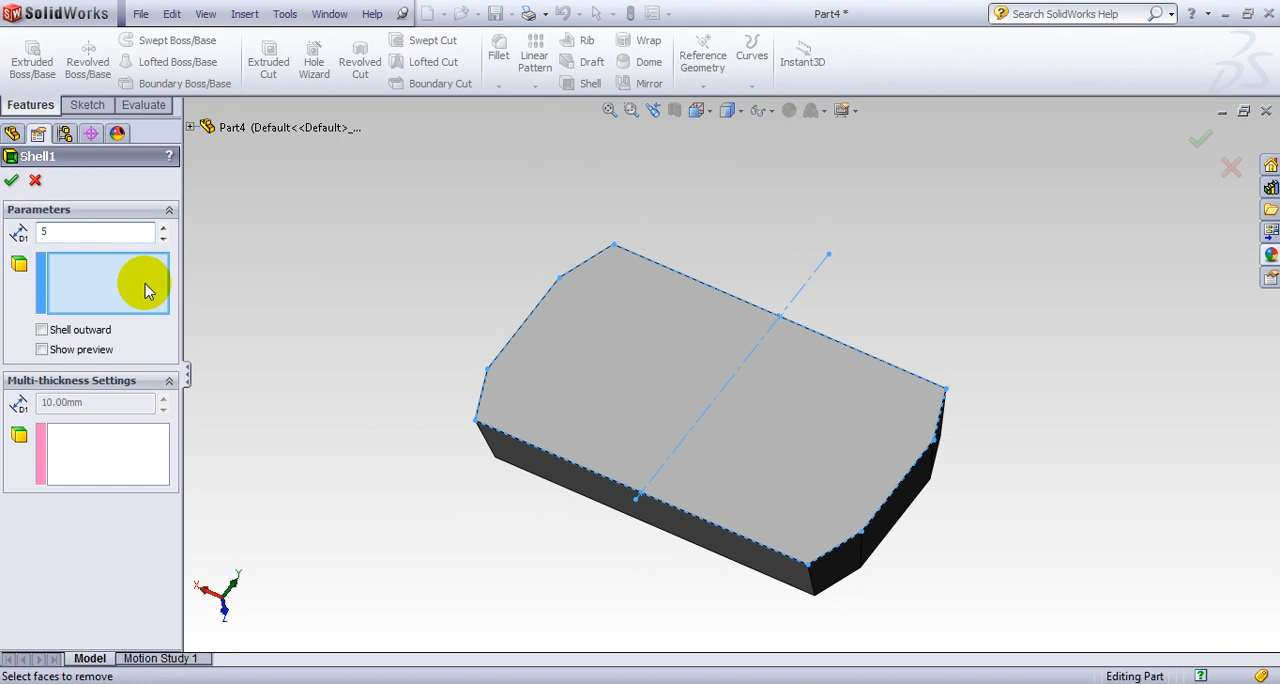 SolidWorks File Edit View Insert Tools Window Help Part4 * Search SolidWorks Help
Extruded Boss/Base
Revolved Boss/Base
Swept Boss/Base
Lofted Boss/Base
Boundary Boss/Base
Extruded Cut
Hole Wizard
Revolved Cut
Swept Cut
Lofted Cut
Boundary Cut
Fillet
Linear Pattern
Rib
Draft
Shell
Wrap
Dome
Mirror
Reference Geometry
Curves
Instant3D
Features Sketch Evaluate
Part4 (Default<<Default>_...
Shell1 ?
Parameters
D1 5
Shell outward
Show preview
Multi-thickness Settings
D1 10.00mm
X Y Z
Model Motion Study 1
Select faces to remove Editing Part